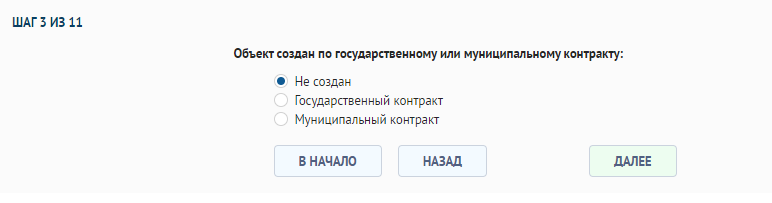 ШАГ 3 ИЗ 11
Объект создан по государственному или муниципальному контракту:
Не создан
Государственный контракт
Муниципальный контракт
В НАЧАЛО НАЗАД ДАЛЕЕ